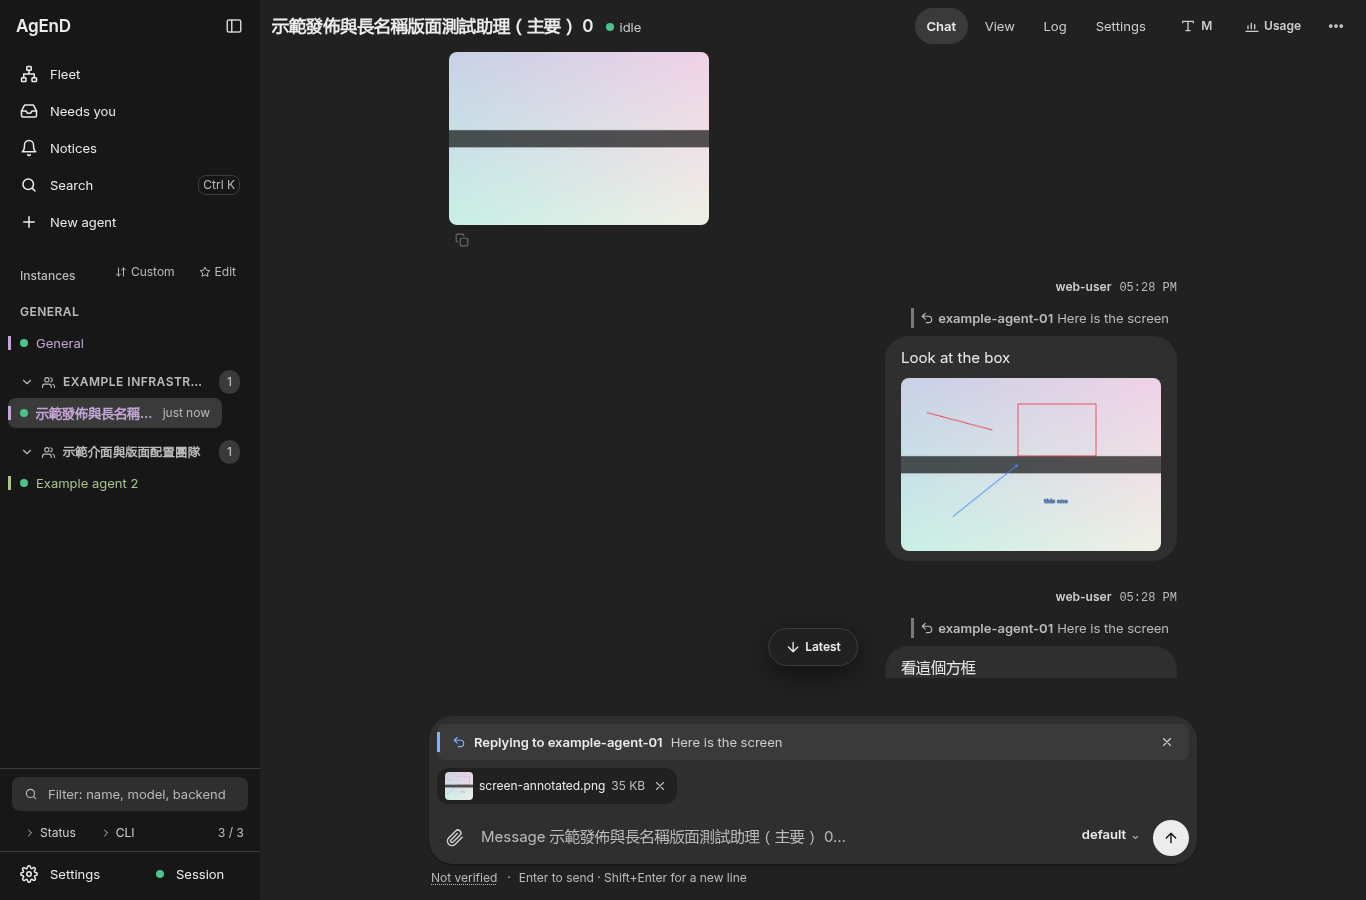 AgEnD
Fleet
Needs you
Notices
Search Ctrl K
New agent
Instances Custom Edit
GENERAL
General
EXAMPLE INFRASTR... 1
示範發佈與長名稱... just now
示範介面與版面配置團隊 1
Example agent 2
Filter: name, model, backend
Status CLI 3 / 3
Settings Session
示範發佈與長名稱版面測試助理（主要）0 idle
Chat View Log Settings M Usage
web-user 05:28 PM
example-agent-01 Here is the screen
Look at the box
this one
web-user 05:28 PM
example-agent-01 Here is the screen
看這個方框
Latest
Replying to example-agent-01 Here is the screen
screen-annotated.png 35 KB
Message 示範發佈與長名稱版面測試助理（主要）0...
default
Not verified · Enter to send · Shift+Enter for a new line